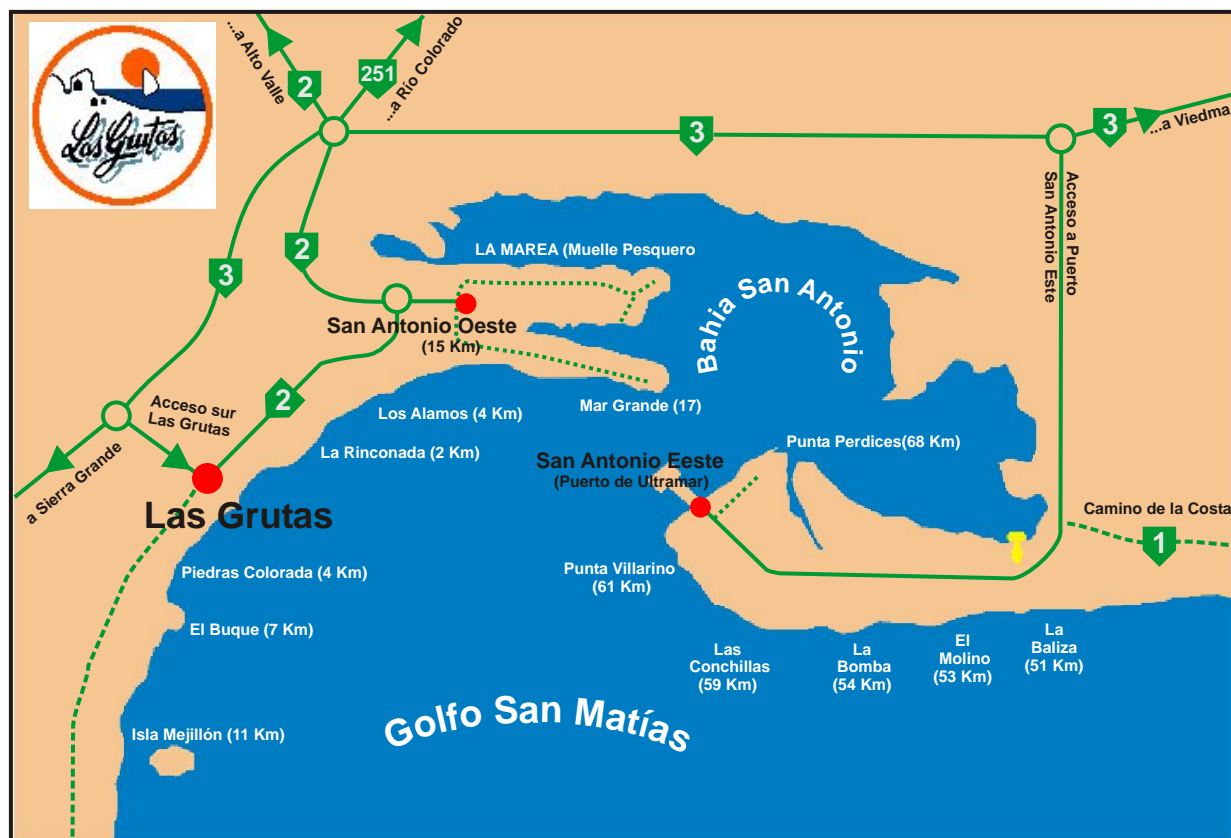 Las Grutas
...a Alto Valle
2
251
...a Río Colorado
3
3
...a Viedma
Acceso a Puerto
San Antonio Este
2
3
LA MAREA (Muelle Pesquero
Bahia San Antonio
San Antonio Oeste
(15 Km)
Acceso sur
Las Grutas
2
Los Alamos (4 Km)
Mar Grande (17)
La Rinconada (2 Km)
Punta Perdices(68 Km)
San Antonio Eeste
(Puerto de Ultramar)
a Sierra Grande
Las Grutas
Camino de la Costa
1
Piedras Colorada (4 Km)
Punta Villarino
(61 Km)
El Buque (7 Km)
Las
Conchillas
(59 Km)
La
Bomba
(54 Km)
El
Molino
(53 Km)
La
Baliza
(51 Km)
Golfo San Matías
Isla Mejillón (11 Km)